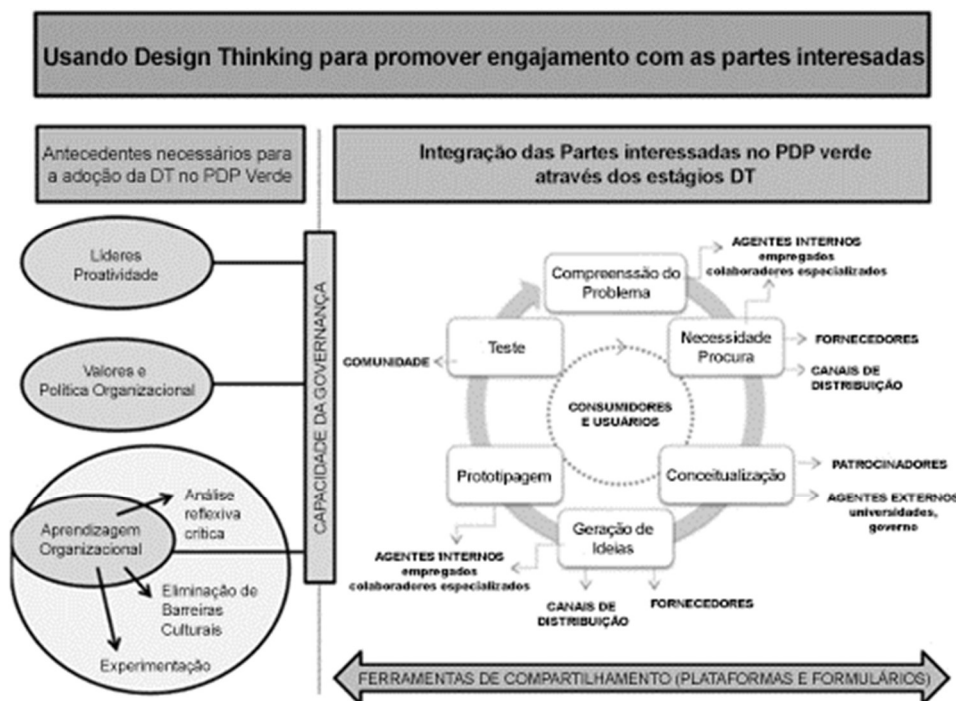 Usando Design Thinking para promover engajamento com as partes interesadas
Antecedentes necessários para
a adoção da DT no PDP Verde
Integração das Partes interessadas no PDP verde
através dos estágios DT
Líderes
Proatividade
Valores e
Política Organizacional
Aprendizagem
Organizacional
Análise
reflexiva
crítica
Eliminação de
Barreiras
Culturais
Experimentação
CAPACIDADE DA GOVERNANÇA
Compreenssão do
Problema
AGENTES INTERNOS
empregados
colaboradores especializados
Necessidade
Procura
FORNECEDORES
CANAIS DE
DISTRIBUIÇÃO
Teste
COMUNIDADE
CONSUMIDORES
E USUÁRIOS
Prototipagem
Conceitualização
PATROCINADORES
AGENTES EXTERNOS
universidades,
governo
Geração de
Ideias
AGENTES INTERNOS
empregados
colaboradores especializados
CANAIS DE
DISTRIBUIÇÃO
FORNECEDORES
FERRAMENTAS DE COMPARTILHAMENTO (PLATAFORMAS E FORMULÁRIOS)